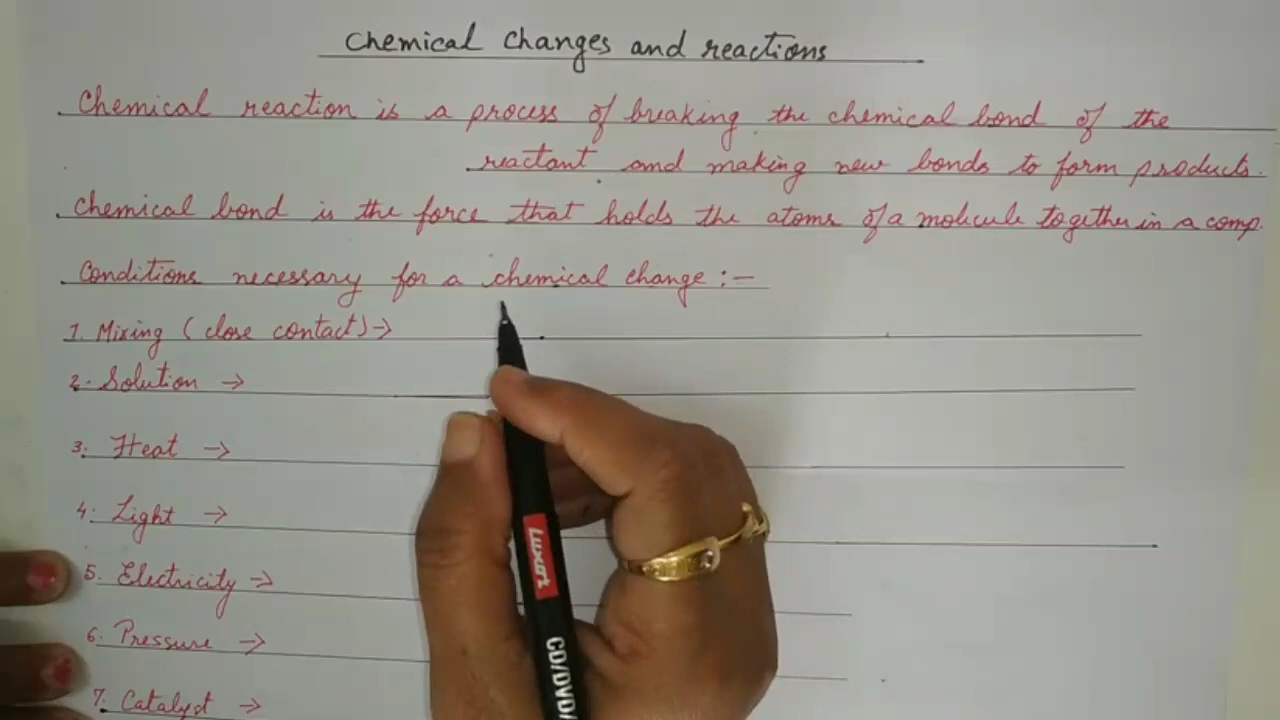 Chemical changes and reactions
Chemical reaction is a process of breaking the chemical bond of the
reactant and making new bonds to form products.
Chemical bond is the force that holds the atoms of a molecule together in a comp.
Conditions necessary for a chemical change :-
1. Mixing (close contact) →
2. Solution →
3. Heat →
4. Light →
5. Electricity →
6. Pressure →
7. Catalyst →
Luxor
CD/DVD